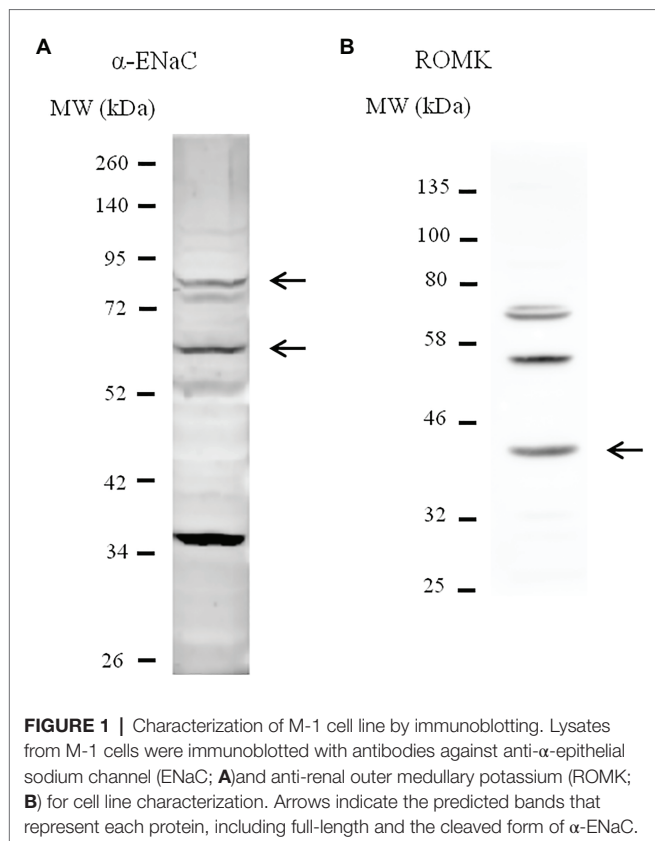 A
α-ENaC
MW (kDa)
260
140
95
72
52
42
34
26
B
ROMK
MW (kDa)
135
100
80
58
46
32
25
FIGURE 1 | Characterization of M-1 cell line by immunoblotting. Lysates
from M-1 cells were immunoblotted with antibodies against anti-α-epithelial
sodium channel (ENaC; A)and anti-renal outer medullary potassium (ROMK;
B) for cell line characterization. Arrows indicate the predicted bands that
represent each protein, including full-length and the cleaved form of α-ENaC.